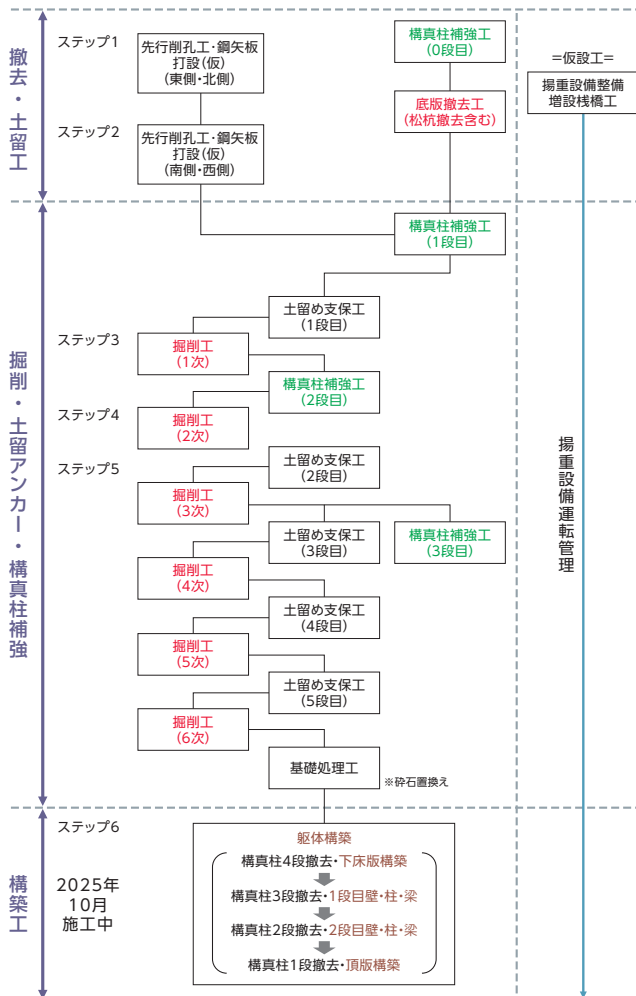 撤去・土留工
ステップ1
先行削孔工・鋼矢板
打設(仮)
(東側・北側)
構真柱補強工
(0段目)
=仮設工=
揚重設備整備
増設桟橋工
底版撤去工
(松杭撤去含む)
ステップ2
先行削孔工・鋼矢板
打設(仮)
(南側・西側)
掘削・土留アンカー・構真柱補強
構真柱補強工
(1段目)
土留め支保工
(1段目)
ステップ3
掘削工
(1次)
構真柱補強工
(2段目)
ステップ4
掘削工
(2次)
ステップ5
土留め支保工
(2段目)
掘削工
(3次)
土留め支保工
(3段目)
構真柱補強工
(3段目)
揚重設備運転管理
掘削工
(4次)
土留め支保工
(4段目)
掘削工
(5次)
土留め支保工
(5段目)
掘削工
(6次)
基礎処理工
※砕石置換え
構築工
ステップ6
2025年
10月
施工中
躯体構築
構真柱4段撤去・下床版構築
構真柱3段撤去・1段目壁・柱・梁
構真柱2段撤去・2段目壁・柱・梁
構真柱1段撤去・頂版構築